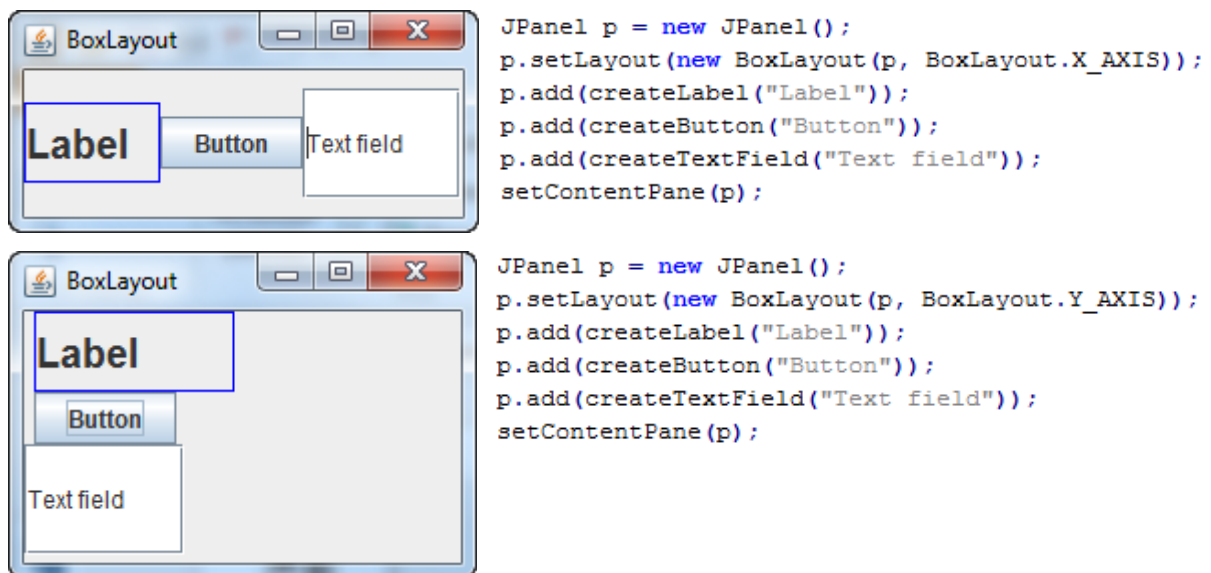 BoxLayout
Label
Button
Text field
JPanel p = new JPanel();
p.setLayout(new BoxLayout(p, BoxLayout.X_AXIS));
p.add(createLabel("Label"));
p.add(createButton("Button"));
p.add(createTextField("Text field"));
setContentPane(p);
BoxLayout
Label
Button
Text field
JPanel p = new JPanel();
p.setLayout(new BoxLayout(p, BoxLayout.Y_AXIS));
p.add(createLabel("Label"));
p.add(createButton("Button"));
p.add(createTextField("Text field"));
setContentPane(p);